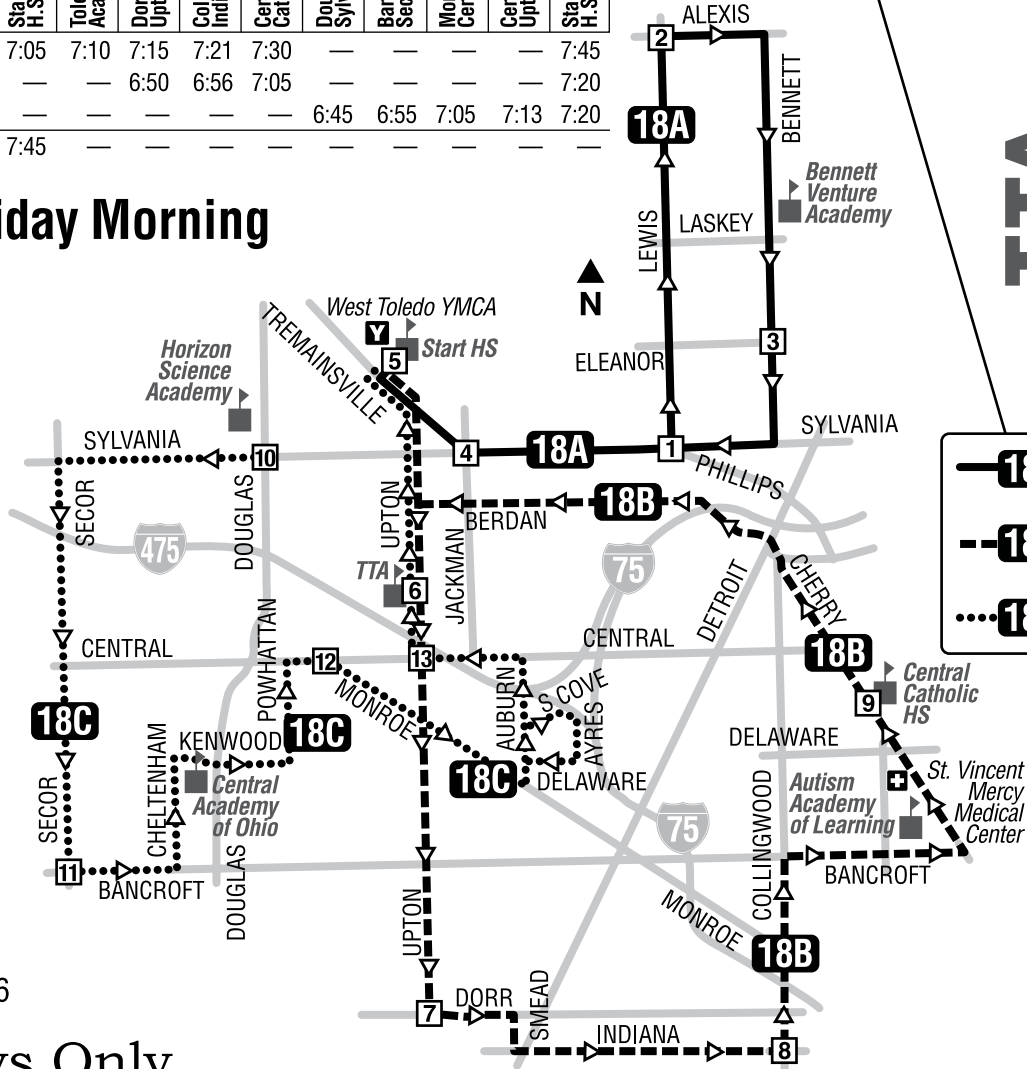 7:05 7:10 7:15 7:21 7:30 — — — — 7:45
— — 6:50 6:56 7:05 — — — — 7:20
— — — — — 6:45 6:55 7:05 7:13 7:20
7:45 — — — — — — — — —
ALEXIS
2
BENNETT
18A
Morning
Bennett
Venture
Academy
LEWIS
LASKEY
N
West Toledo YMCA
Y
Start HS
5
TREMAINSVILLE
Horizon
Science
Academy
ELEANOR
3
SYLVANIA
SYLVANIA
10
4
18A
1
PHILLIPS
SECOR
DOUGLAS
UPTON
18B
BERDAN
475
JACKMAN
75
TTA
6
DETROIT
CHERRY
CENTRAL
POWHATTAN
12
13
CENTRAL
18B
Central
Catholic
HS
9
MONROE
AUBURN
S COVE
AYRES
18C
18C
KENWOOD
CHELTENHAM
18C
DELAWARE
DELAWARE
Central
Academy
of Ohio
St. Vincent
Mercy
Medical
Center
Autism
Academy
of Learning
SECOR
75
COLLINGWOOD
11
BANCROFT
DOUGLAS
BANCROFT
UPTON
MONROE
18B
6
7
DORR
SMEAD
INDIANA
8
Only